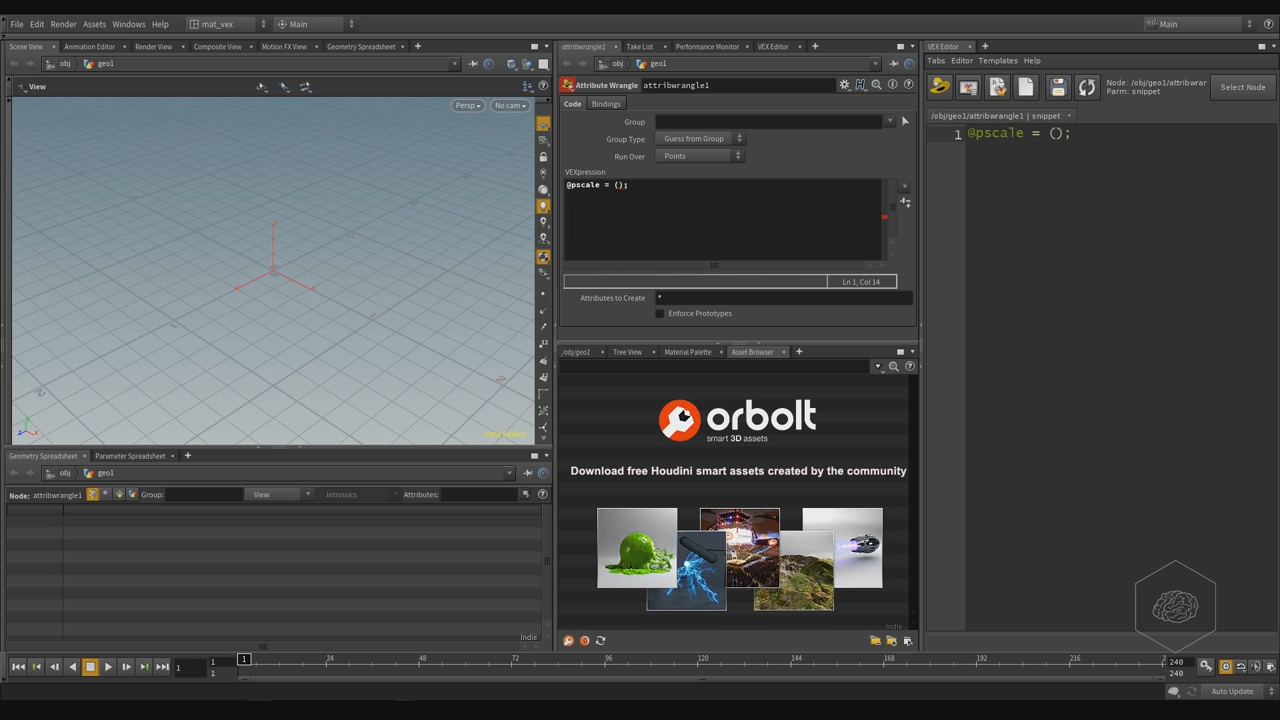 File Edit Render Assets Windows Help mat_vex Main Main
Scene View Animation Editor Render View Composite View Motion FX View Geometry Spreadsheet
obj geo1
View
Persp No cam
Indie Edition
Geometry Spreadsheet Parameter Spreadsheet
obj geo1
Node: attribwrangle1 Group: View Intrinsics Attributes:
Indie
attribwrangle1 Take List Performance Monitor VEX Editor
obj geo1
Attribute Wrangle attribwrangle1
Code Bindings
Group
Group Type Guess from Group
Run Over Points
VEXpression
@pscale = ();
Ln 1, Col 14
Attributes to Create *
Enforce Prototypes
/obj/geo1 Tree View Material Palette Asset Browser
orbolt
smart 3D assets
Download free Houdini smart assets created by the community
Indie
VEX Editor
Tabs Editor Templates Help
Node: /obj/geo1/attribwrar
Parm: snippet
Select Node
/obj/geo1/attribwrangle1 | snippet
1 @pscale = ();
1 1 1 1 24 48 72 96 120 144 168 192 216 2 240
240
Auto Update